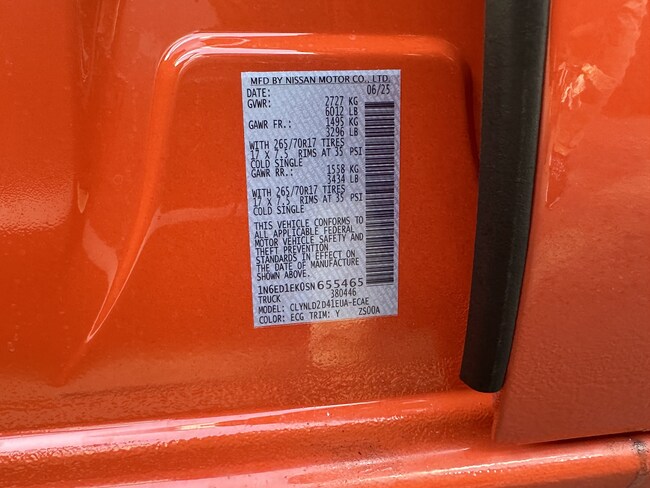 MFD BY NISSAN MOTOR CO., LTD.
DATE: 06/25
GVWR: 2727 KG
6012 LB
GAWR FR.: 1495 KG
3296 LB
WITH 265/70R17 TIRES
17 X 7.5 RIMS AT 35 PSI
COLD SINGLE
GAWR RR.: 1558 KG
3434 LB
WITH 265/70R17 TIRES
17 X 7.5 RIMS AT 35 PSI
COLD SINGLE
THIS VEHICLE CONFORMS TO
ALL APPLICABLE FEDERAL
MOTOR VEHICLE SAFETY AND
THEFT PREVENTION
STANDARDS IN EFFECT ON
THE DATE OF MANUFACTURE
SHOWN ABOVE.
1N6ED1EK0SN655465
TRUCK 380446
MODEL: CLYNLD2D41EUA-ECAE
COLOR: ECG TRIM: Y ZS00A